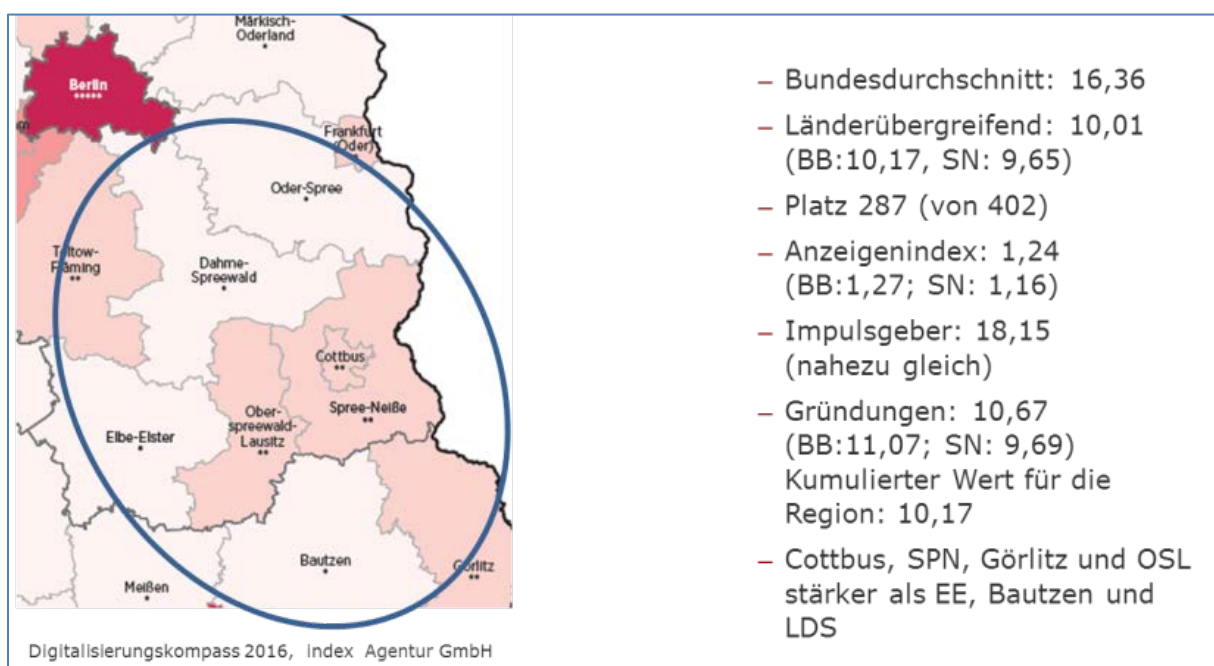 Märkisch-
Oderland
Berlin
Frankfurt
(Oder)
Oder-Spree
Teltow-
Fläming
Dahme-
Spreewald
Cottbus
Ober-
spreewald-
Lausitz
Spree-Neiße
Elbe-Elster
Bautzen
Görlitz
Meißen
Digitalisierungskompass 2016, index Agentur GmbH
– Bundesdurchschnitt: 16,36
– Länderübergreifend: 10,01
(BB:10,17, SN: 9,65)
– Platz 287 (von 402)
– Anzeigenindex: 1,24
(BB:1,27; SN: 1,16)
– Impulsgeber: 18,15
(nahezu gleich)
– Gründungen: 10,67
(BB:11,07; SN: 9,69)
Kumulierter Wert für die
Region: 10,17
– Cottbus, SPN, Görlitz und OSL
stärker als EE, Bautzen und
LDS